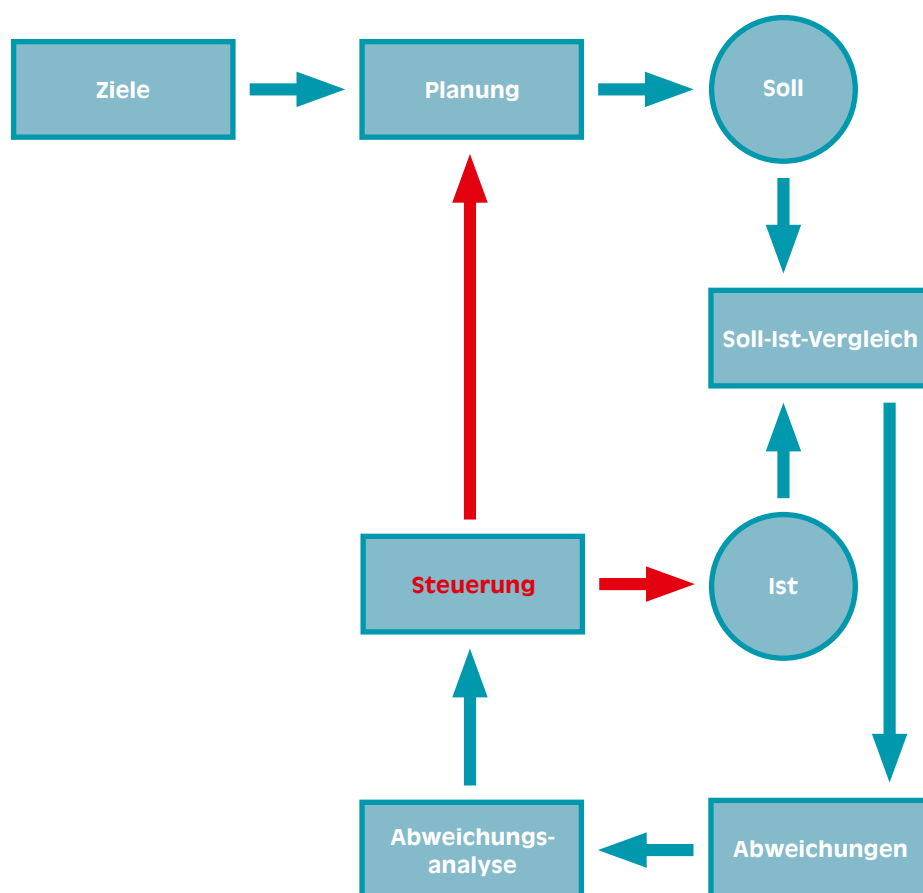 Ziele
Planung
Soll
Soll-Ist-Vergleich
Steuerung
Ist
Abweichungs-
analyse
Abweichungen